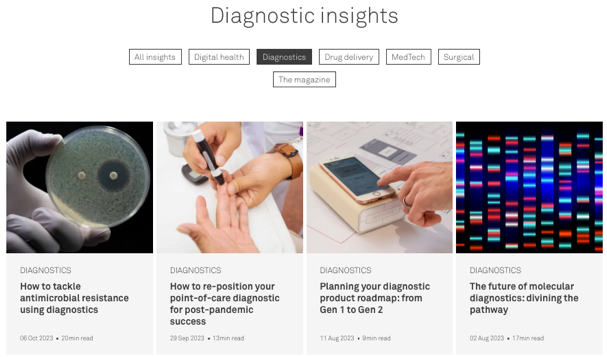 Diagnostic insights
All insights
Digital health
Diagnostics
Drug delivery
MedTech
Surgical
The magazine
DIAGNOSTICS
How to tackle
antimicrobial resistance
using diagnostics
06 Oct 2023 • 20min read
DIAGNOSTICS
How to re-position your
point-of-care diagnostic
for post-pandemic
success
29 Sep 2023 • 13min read
DIAGNOSTICS
Planning your diagnostic
product roadmap: from
Gen 1 to Gen 2
11 Aug 2023 • 9min read
DIAGNOSTICS
The future of molecular
diagnostics: divining the
pathway
02 Aug 2023 • 17min read